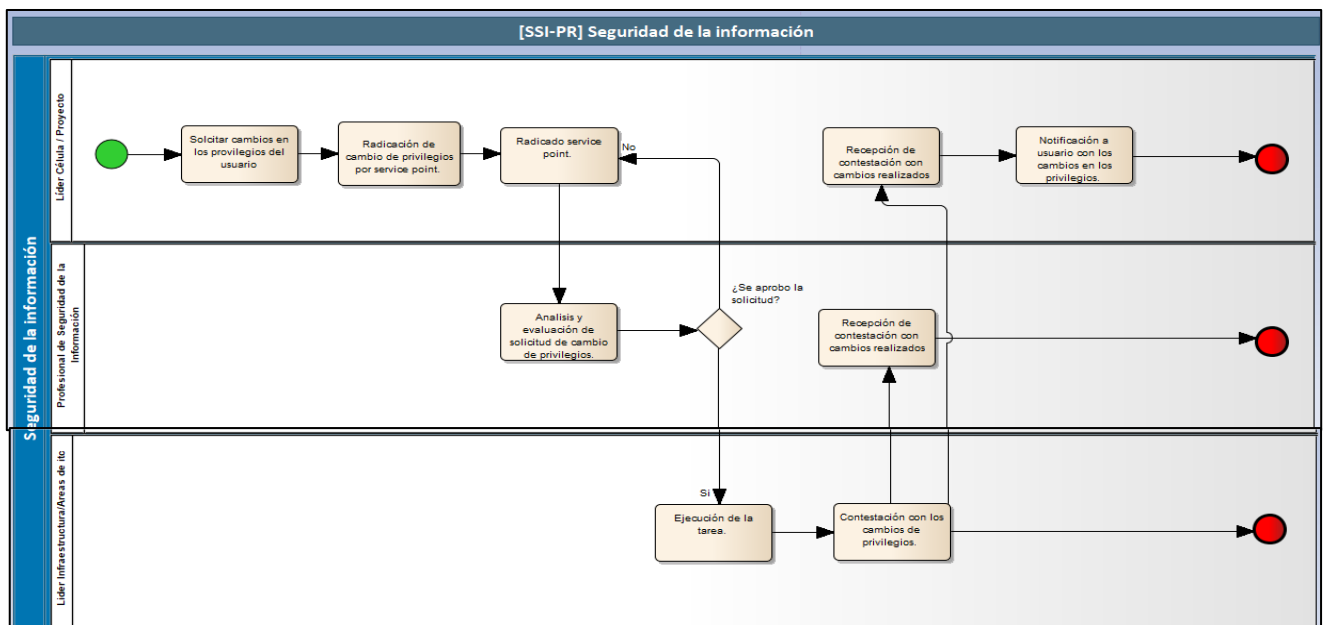 [SSI-PR] Seguridad de la información
Seguridad de la información
Líder Célula / Proyecto
Solcitar cambios en
los provilegios del
usuario
Radicación de
cambio de privilegios
por service point.
Radicado service
point.
No
Recepción de
contestación con
cambios realizados
Notificación a
usuario con los
cambios en los
privilegios.
Profesional de Seguridad de la
Información
Analisis y
evaluación de
solicitud de cambio
de privilegios.
¿Se aprobo la
solicitud?
Recepción de
contestación con
cambios realizados
Lider Infraestructura/Areas de itc
Si
Ejecución de la
tarea.
Contestación con los
cambios de
privilegios.